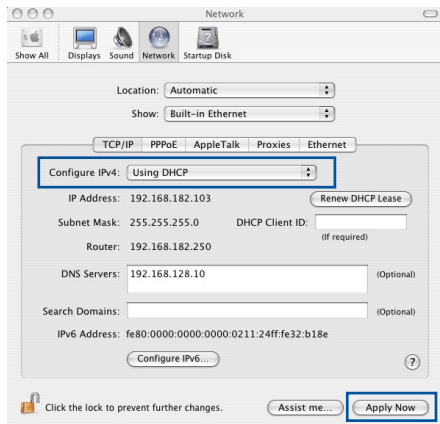 Network
Show All Displays Sound Network Startup Disk
Location: Automatic
Show: Built-in Ethernet
TCP/IP PPPoE AppleTalk Proxies Ethernet
Configure IPv4: Using DHCP
IP Address: 192.168.182.103 Renew DHCP Lease
Subnet Mask: 255.255.255.0 DHCP Client ID:
(If required)
Router: 192.168.182.250
DNS Servers: 192.168.128.10 (Optional)
Search Domains: (Optional)
IPv6 Address: fe80:0000:0000:0000:0211:24ff:fe32:b18e
Configure IPv6... ?
Click the lock to prevent further changes. Assist me... Apply Now